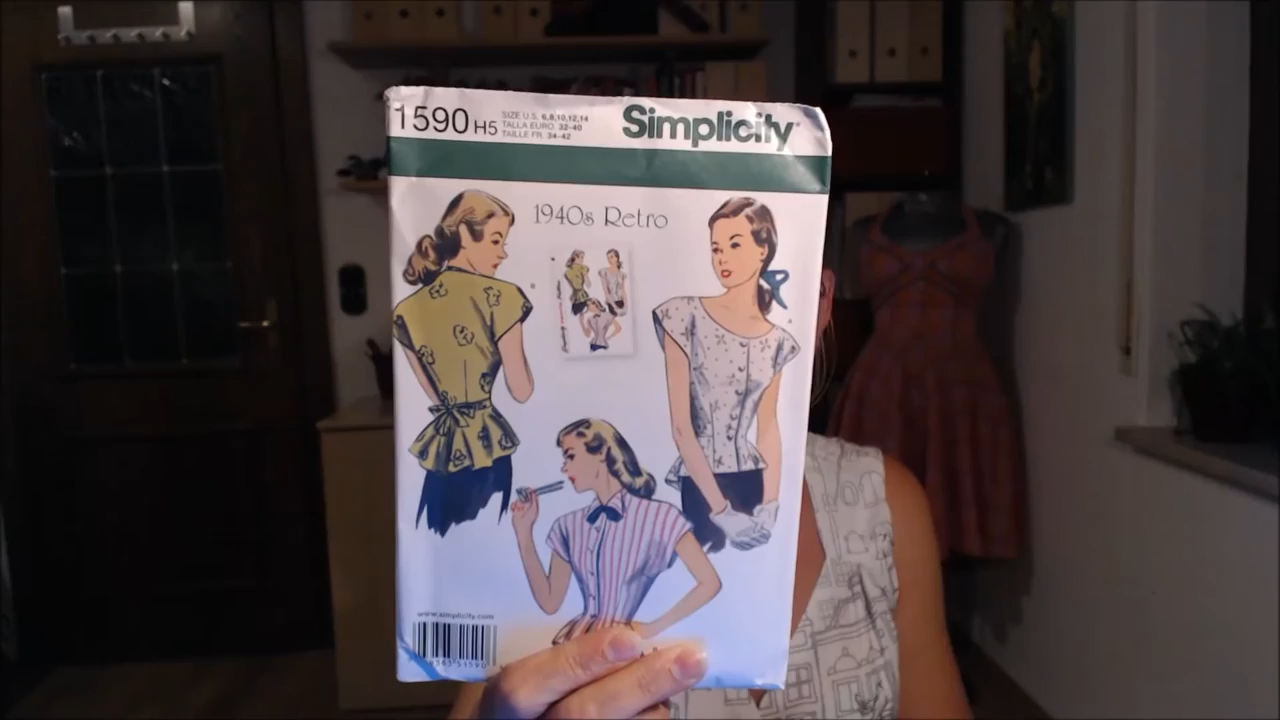 1590 H5
SIZE U.S. 6,8,10,12,14
TALLA EURO. 32-40
TAILLE FR. 34-42
Simplicity
1940s Retro
www.simplicity.com